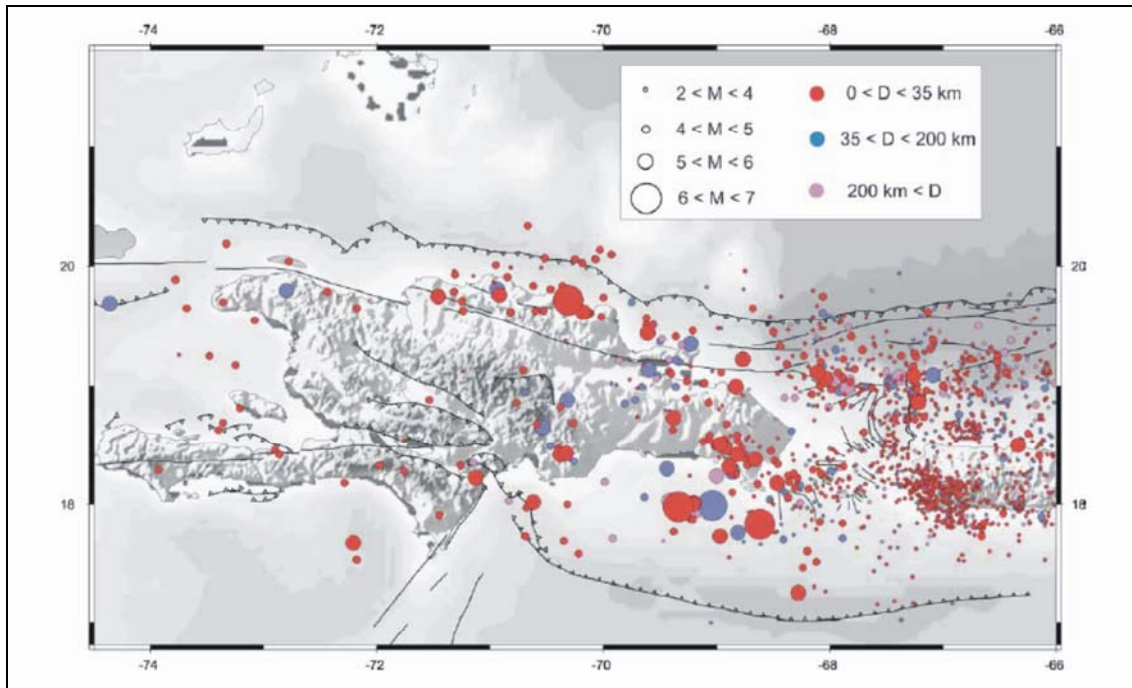 -74 -72 -70 -68 -66
2 < M < 4 0 < D < 35 km
4 < M < 5 35 < D < 200 km
5 < M < 6
6 < M < 7 200 km < D
20 20
18 18
-74 -72 -70 -68 -66